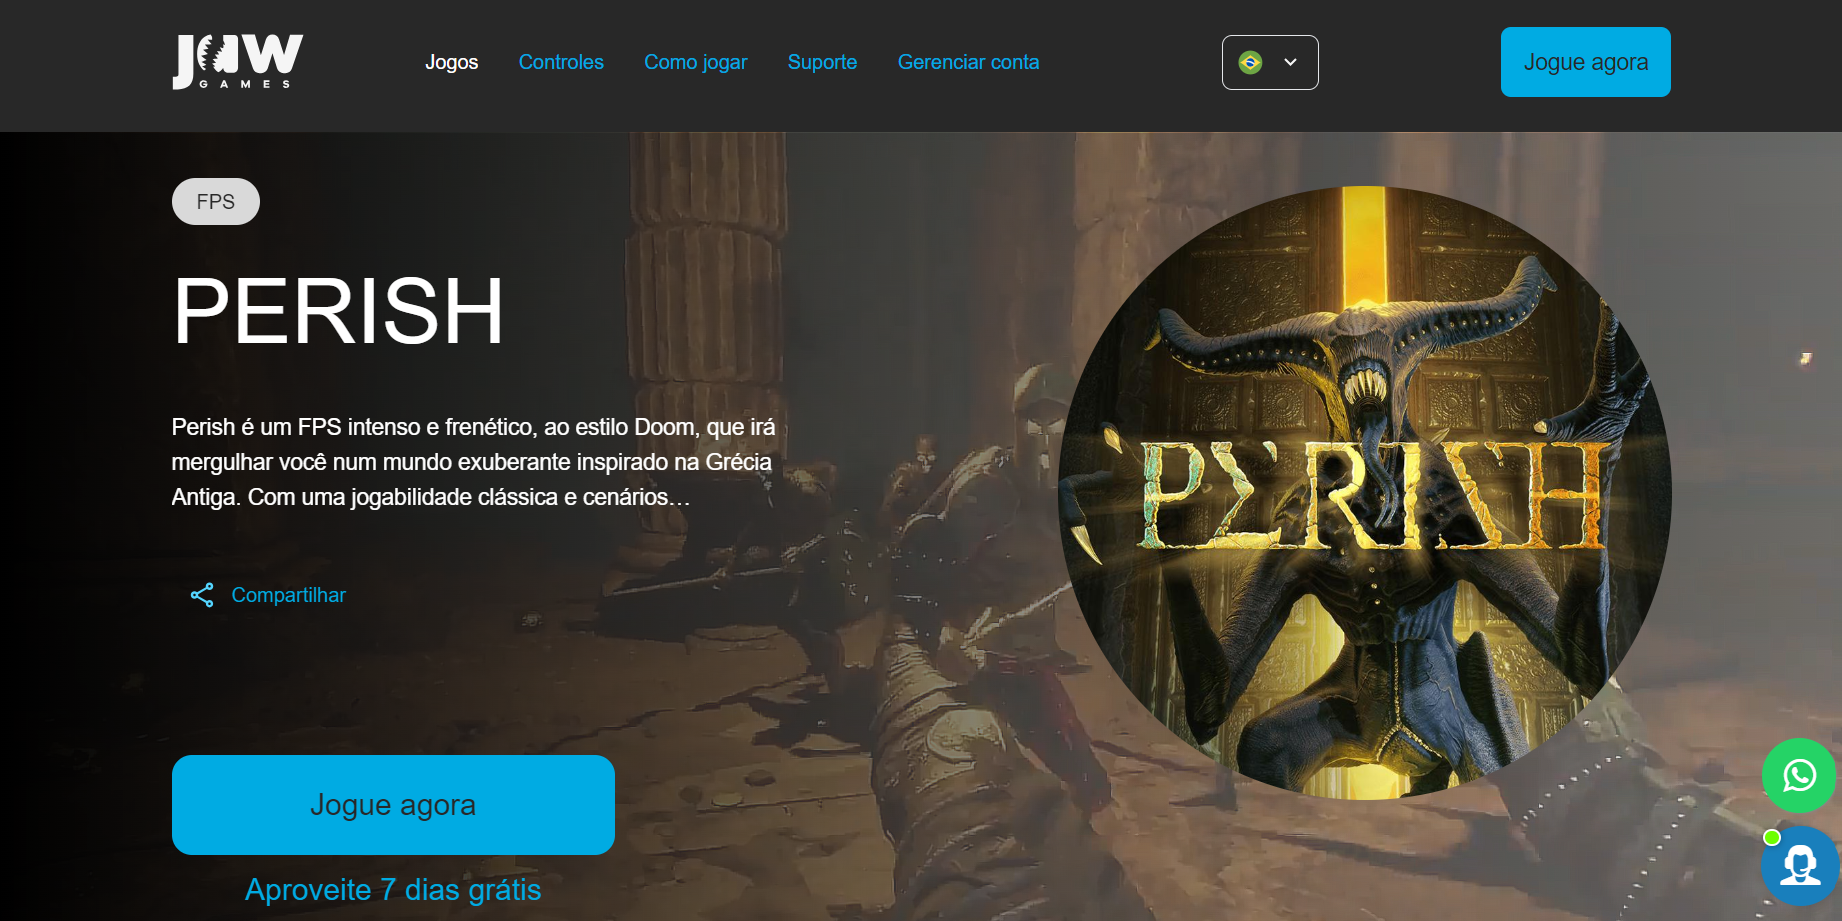 JAW
GAMES
Jogos
Controles
Como jogar
Suporte
Gerenciar conta
Jogue agora
FPS
PERISH
Perish é um FPS intenso e frenético, ao estilo Doom, que irá
mergulhar você num mundo exuberante inspirado na Grécia
Antiga. Com uma jogabilidade clássica e cenários…
Compartilhar
Jogue agora
Aproveite 7 dias grátis
PΣRISH